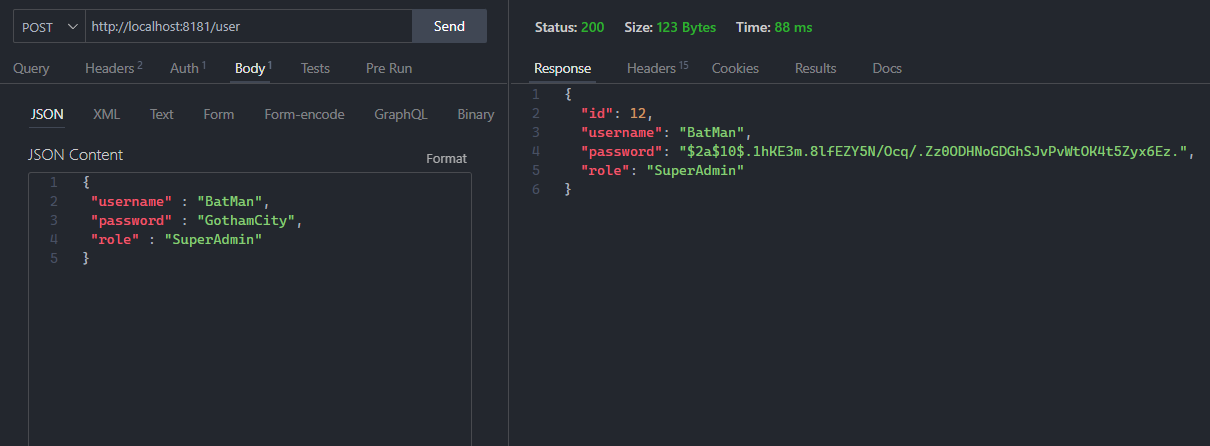 POST http://localhost:8181/user Send
Query Headers 2 Auth 1 Body 1 Tests Pre Run
JSON XML Text Form Form-encode GraphQL Binary
JSON Content Format
1 {
2 "username" : "BatMan",
3 "password" : "GothamCity",
4 "role" : "SuperAdmin"
5 }
Status: 200 Size: 123 Bytes Time: 88 ms
Response Headers 15 Cookies Results Docs
1 {
2 "id": 12,
3 "username": "BatMan",
4 "password": "$2a$10$.1hKE3m.8lfEZY5N/Ocq/.Zz0ODHNoGDGhSJvPvWtOK4t5Zyx6Ez.",
5 "role": "SuperAdmin"
6 }